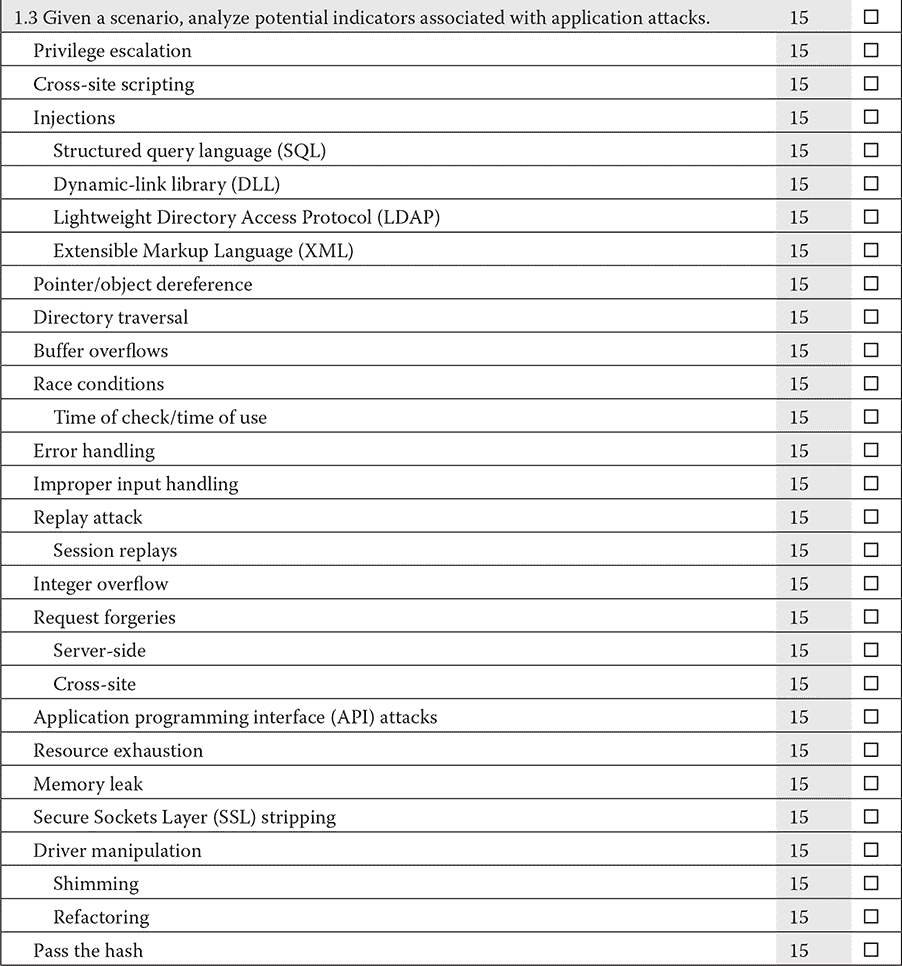 1.3 Given a scenario, analyze potential indicators associated with application attacks. 15 ☐
Privilege escalation 15 ☐
Cross-site scripting 15 ☐
Injections 15 ☐
Structured query language (SQL) 15 ☐
Dynamic-link library (DLL) 15 ☐
Lightweight Directory Access Protocol (LDAP) 15 ☐
Extensible Markup Language (XML) 15 ☐
Pointer/object dereference 15 ☐
Directory traversal 15 ☐
Buffer overflows 15 ☐
Race conditions 15 ☐
Time of check/time of use 15 ☐
Error handling 15 ☐
Improper input handling 15 ☐
Replay attack 15 ☐
Session replays 15 ☐
Integer overflow 15 ☐
Request forgeries 15 ☐
Server-side 15 ☐
Cross-site 15 ☐
Application programming interface (API) attacks 15 ☐
Resource exhaustion 15 ☐
Memory leak 15 ☐
Secure Sockets Layer (SSL) stripping 15 ☐
Driver manipulation 15 ☐
Shimming 15 ☐
Refactoring 15 ☐
Pass the hash 15 ☐